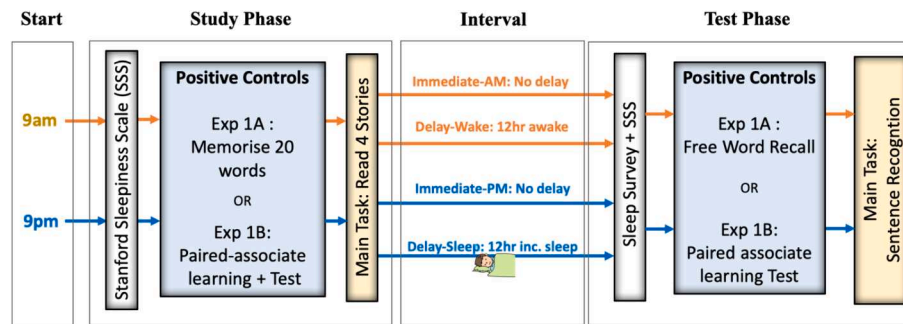 Start
Study Phase
Interval
Test Phase
9am
9pm
Stanford Sleepiness Scale (SSS)
Positive Controls
Exp 1A :
Memorise 20
words
OR
Exp 1B:
Paired-associate
learning + Test
Main Task: Read 4 Stories
Immediate-AM: No delay
Delay-Wake: 12hr awake
Immediate-PM: No delay
Delay-Sleep: 12hr inc. sleep
Sleep Survey + SSS
Positive Controls
Exp 1A :
Free Word Recall
OR
Exp 1B:
Paired associate
learning Test
Main Task:
Sentence Recogntion